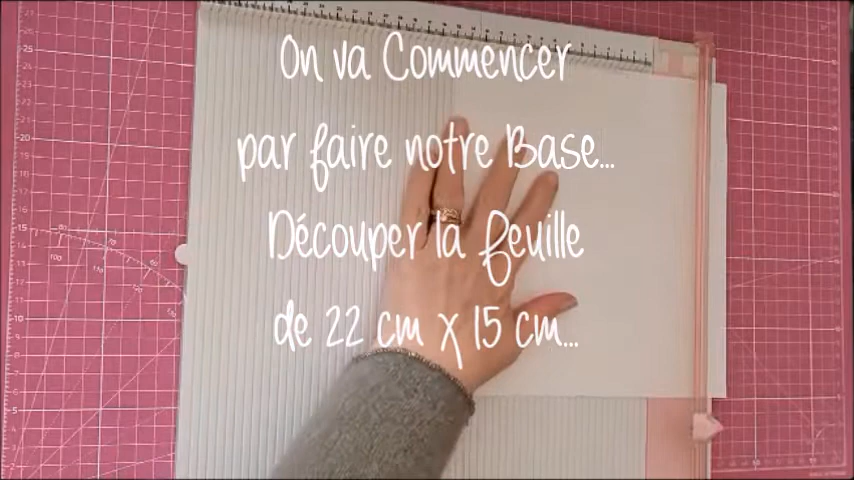 On va Commencer
par faire notre Base...
Découper la feuille
de 22 cm x 15 cm...